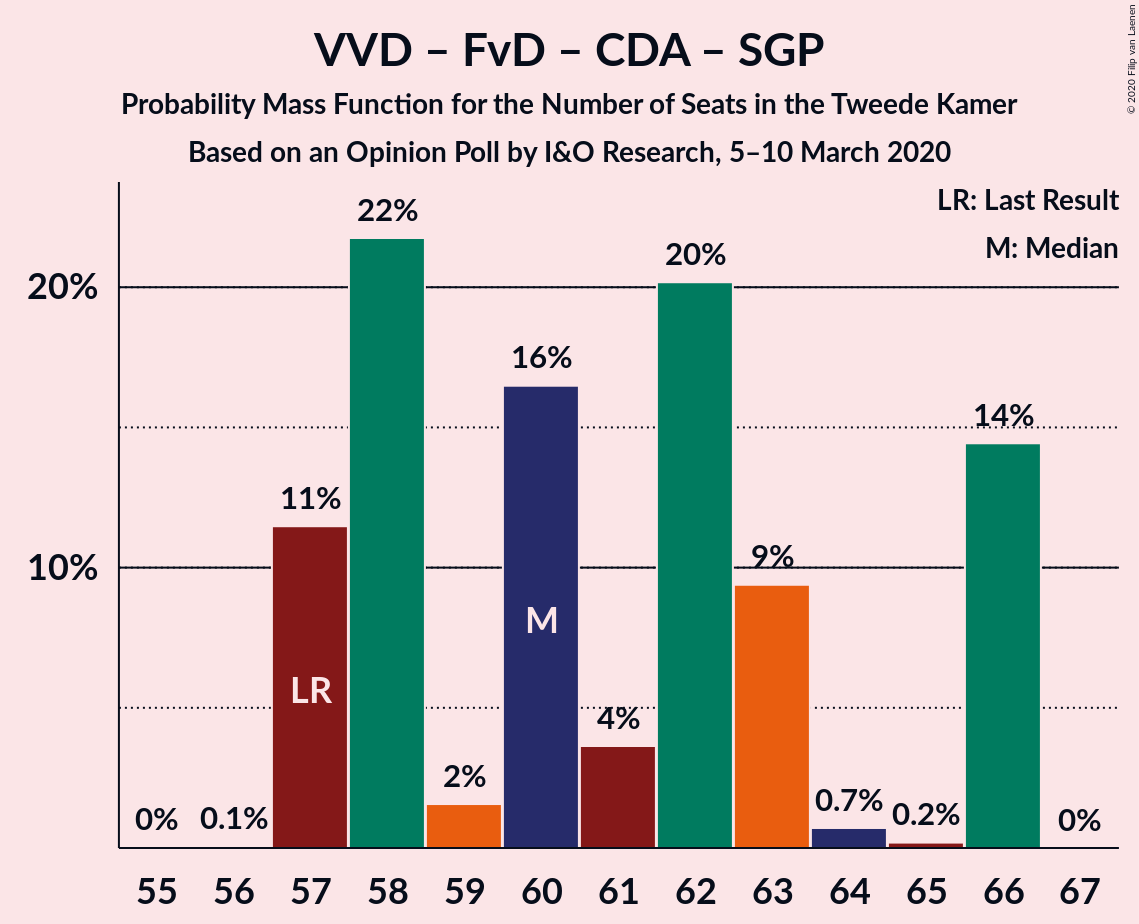 VVD – FvD – CDA – SGP
Probability Mass Function for the Number of Seats in the Tweede Kamer
Based on an Opinion Poll by I&O Research, 5–10 March 2020
© 2020 Filip van Laenen
LR: Last Result
M: Median
20%
10%
0%
0.1%
11%
22%
2%
16%
4%
20%
9%
0.7%
0.2%
14%
0%
LR
M
55 56 57 58 59 60 61 62 63 64 65 66 67